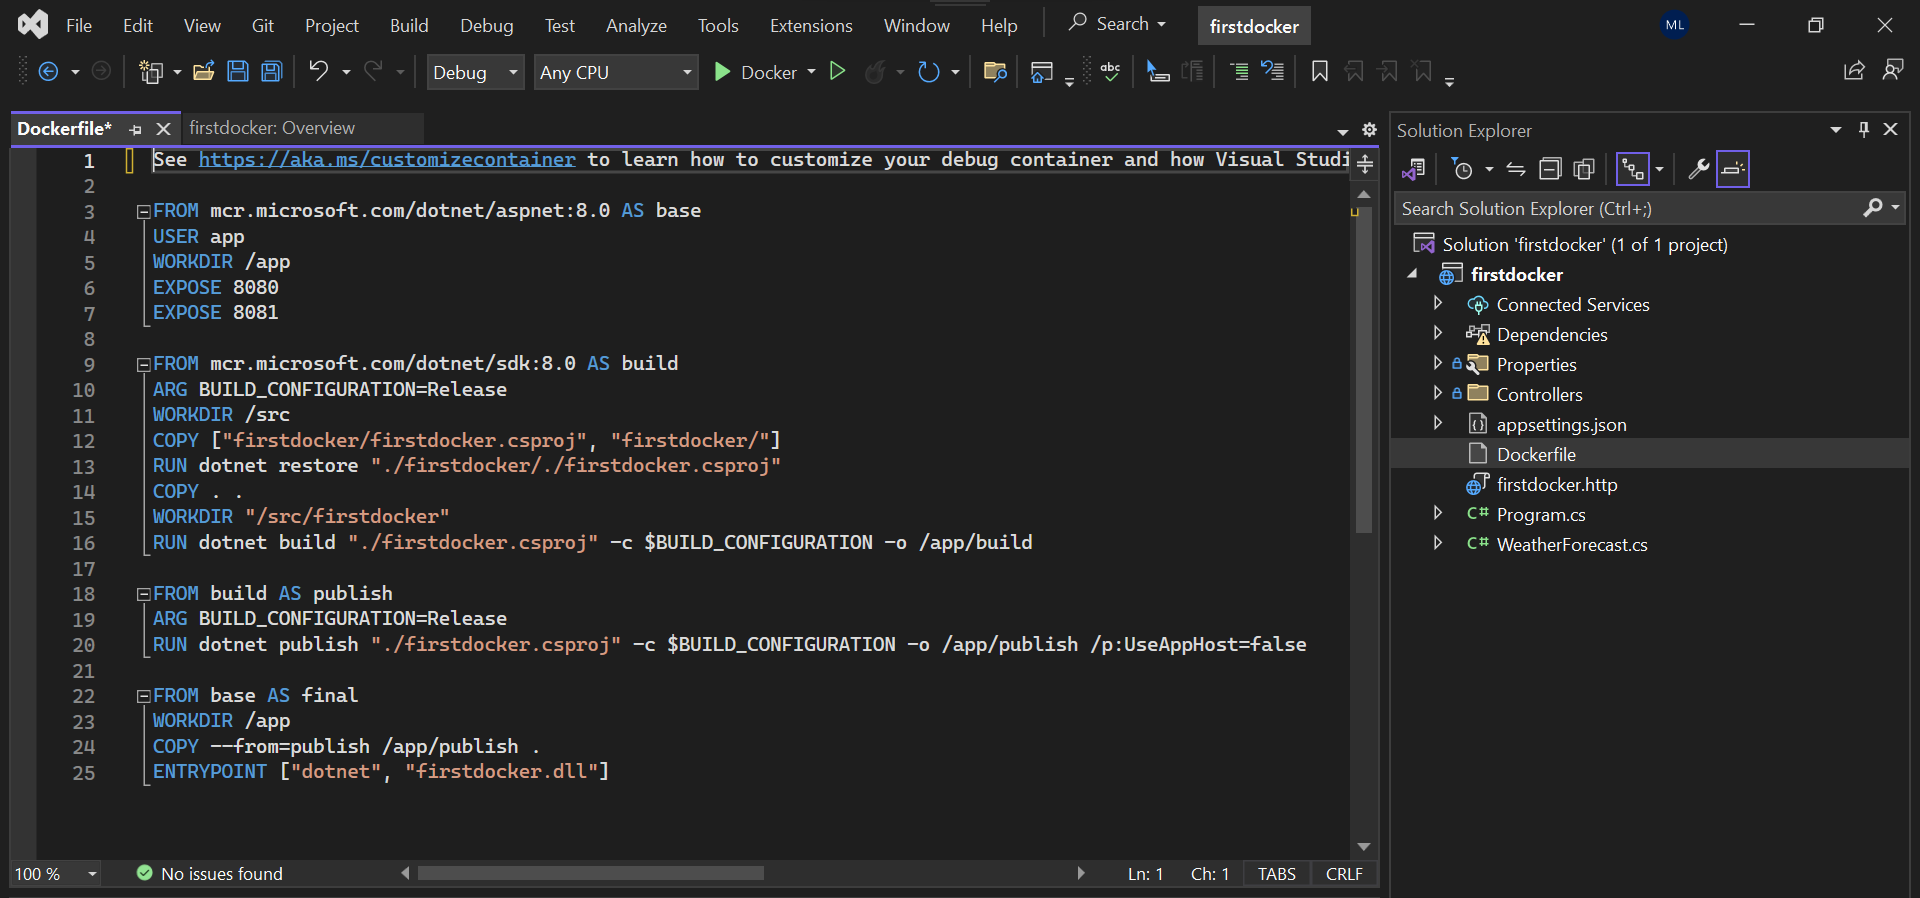 File Edit View Git Project Build Debug Test Analyze Tools Extensions Window Help Search firstdocker ML
Debug Any CPU Docker abc
Dockerfile* firstdocker: Overview
1 See https://aka.ms/customizecontainer to learn how to customize your debug container and how Visual Studi
2
3 FROM mcr.microsoft.com/dotnet/aspnet:8.0 AS base
4 USER app
5 WORKDIR /app
6 EXPOSE 8080
7 EXPOSE 8081
8
9 FROM mcr.microsoft.com/dotnet/sdk:8.0 AS build
10 ARG BUILD_CONFIGURATION=Release
11 WORKDIR /src
12 COPY ["firstdocker/firstdocker.csproj", "firstdocker/"]
13 RUN dotnet restore "./firstdocker/./firstdocker.csproj"
14 COPY . .
15 WORKDIR "/src/firstdocker"
16 RUN dotnet build "./firstdocker.csproj" -c $BUILD_CONFIGURATION -o /app/build
17
18 FROM build AS publish
19 ARG BUILD_CONFIGURATION=Release
20 RUN dotnet publish "./firstdocker.csproj" -c $BUILD_CONFIGURATION -o /app/publish /p:UseAppHost=false
21
22 FROM base AS final
23 WORKDIR /app
24 COPY --from=publish /app/publish .
25 ENTRYPOINT ["dotnet", "firstdocker.dll"]
100 % No issues found Ln: 1 Ch: 1 TABS CRLF
Solution Explorer
Search Solution Explorer (Ctrl+;)
Solution 'firstdocker' (1 of 1 project)
firstdocker
Connected Services
Dependencies
Properties
Controllers
appsettings.json
Dockerfile
firstdocker.http
C# Program.cs
C# WeatherForecast.cs